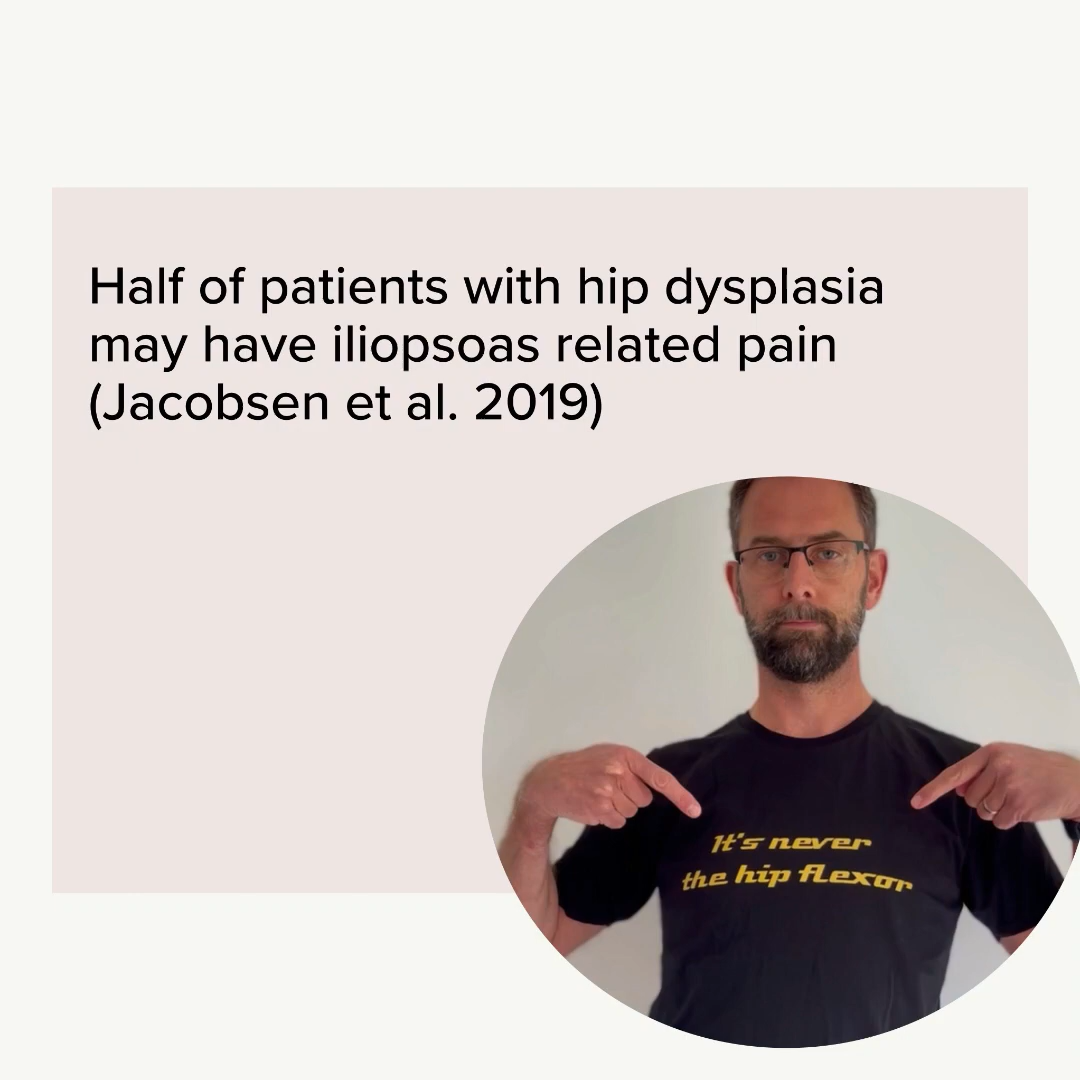 Half of patients with hip dysplasia
may have iliopsoas related pain
(Jacobsen et al. 2019)
It's never
the hip flexor